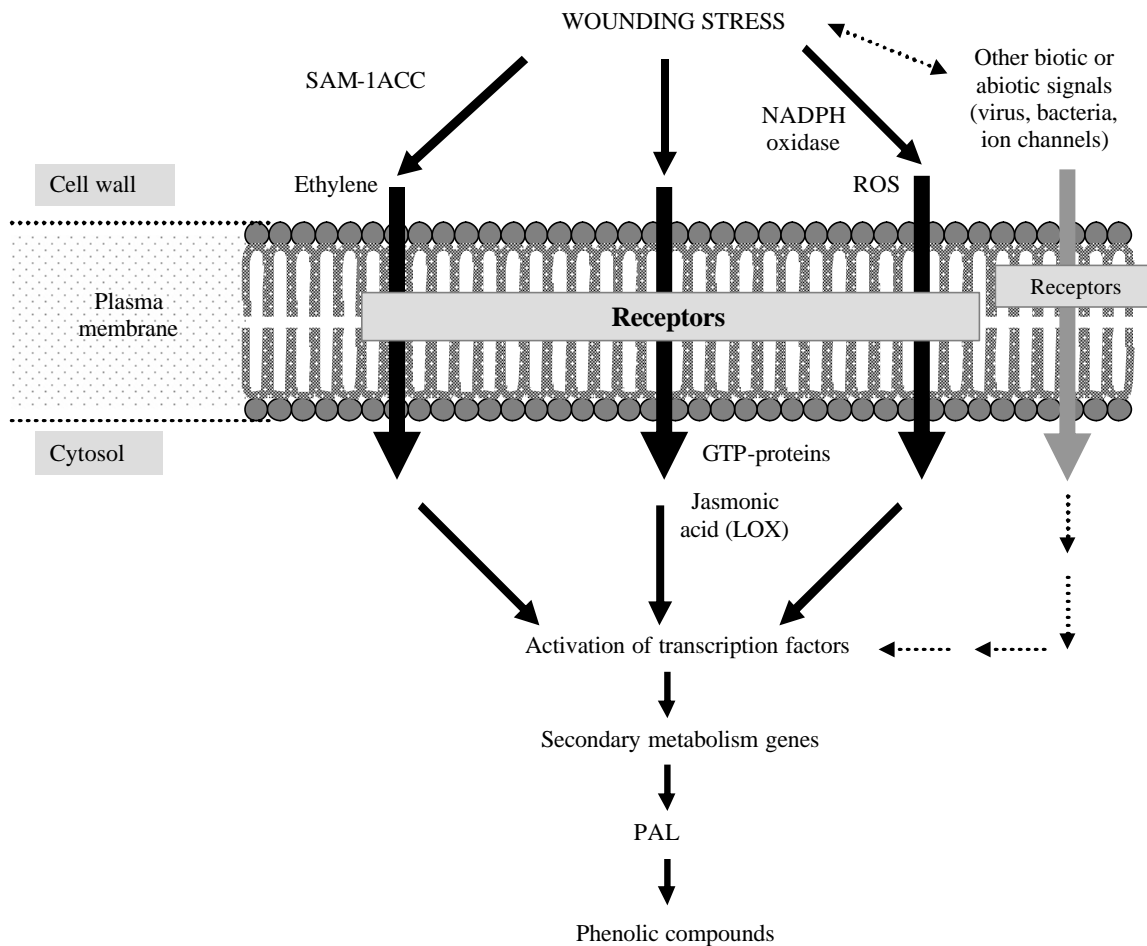 WOUNDING STRESS
Other biotic or
abiotic signals
(virus, bacteria,
ion channels)
SAM-1ACC
NADPH
oxidase
Cell wall
Ethylene
ROS
Plasma
membrane
Receptors
Receptors
Cytosol
GTP-proteins
Jasmonic
acid (LOX)
Activation of transcription factors
Secondary metabolism genes
PAL
Phenolic compounds